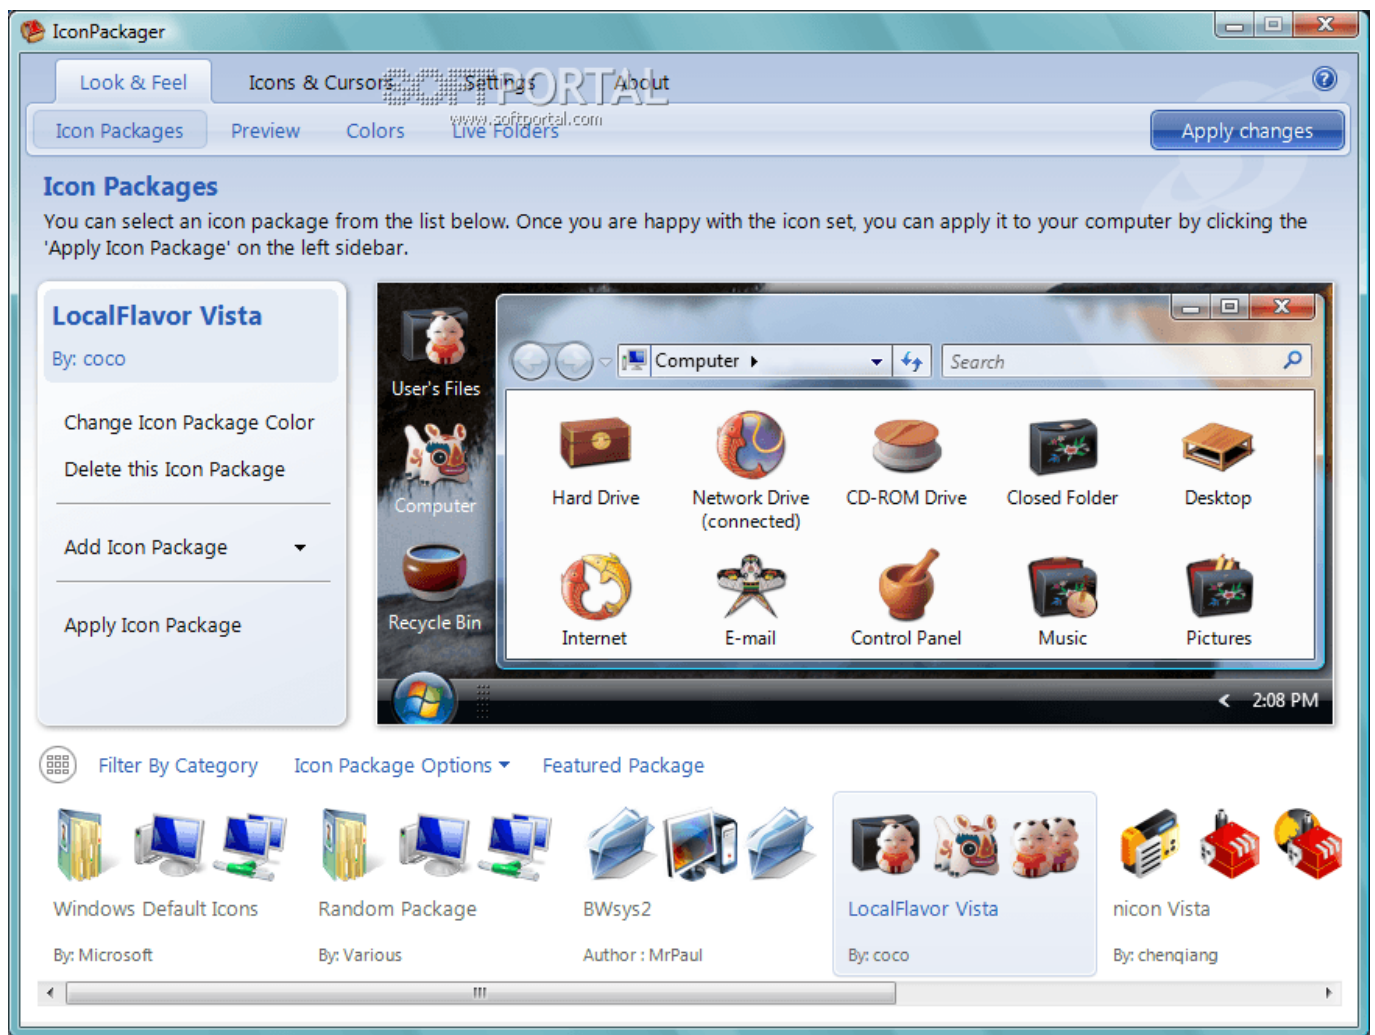 IconPackager
Look & Feel
Icons & Cursors
Settings
About
SOFTPORTAL
www.softportal.com
Icon Packages
Preview
Colors
Live Folders
Apply changes
Icon Packages
You can select an icon package from the list below. Once you are happy with the icon set, you can apply it to your computer by clicking the
'Apply Icon Package' on the left sidebar.
LocalFlavor Vista
By: coco
Change Icon Package Color
Delete this Icon Package
Add Icon Package
Apply Icon Package
User's Files
Computer
Recycle Bin
Computer
Search
Hard Drive
Network Drive
(connected)
CD-ROM Drive
Closed Folder
Desktop
Internet
E-mail
Control Panel
Music
Pictures
2:08 PM
Filter By Category
Icon Package Options
Featured Package
Windows Default Icons
By: Microsoft
Random Package
By: Various
BWsys2
Author : MrPaul
LocalFlavor Vista
By: coco
nicon Vista
By: chenqiang